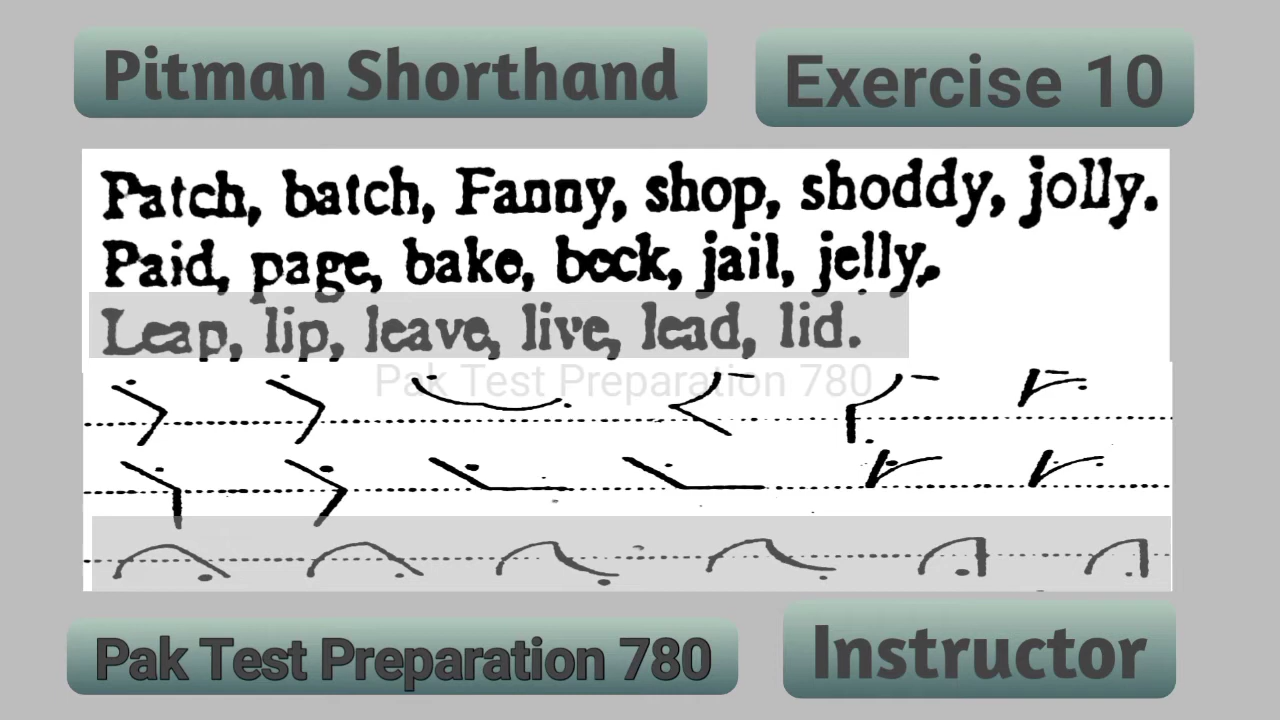 Pitman Shorthand
Exercise 10
Patch, batch, Fanny, shop, shoddy, jolly.
Paid, page, bake, beck, jail, jelly.
Leap, lip, leave, live, lead, lid.
Pak Test Preparation 780
Pak Test Preparation 780
Instructor